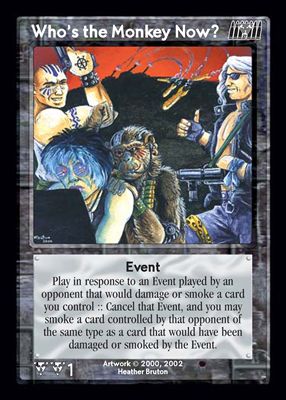 Who's the Monkey Now?
Event
Play in response to an Event played by an
opponent that would damage or smoke a card
you control :: Cancel that Event, and you may
smoke a card controlled by that opponent of
the same type as a card that would have been
damaged or smoked by the Event.
1
Artwork © 2000, 2002
Heather Bruton